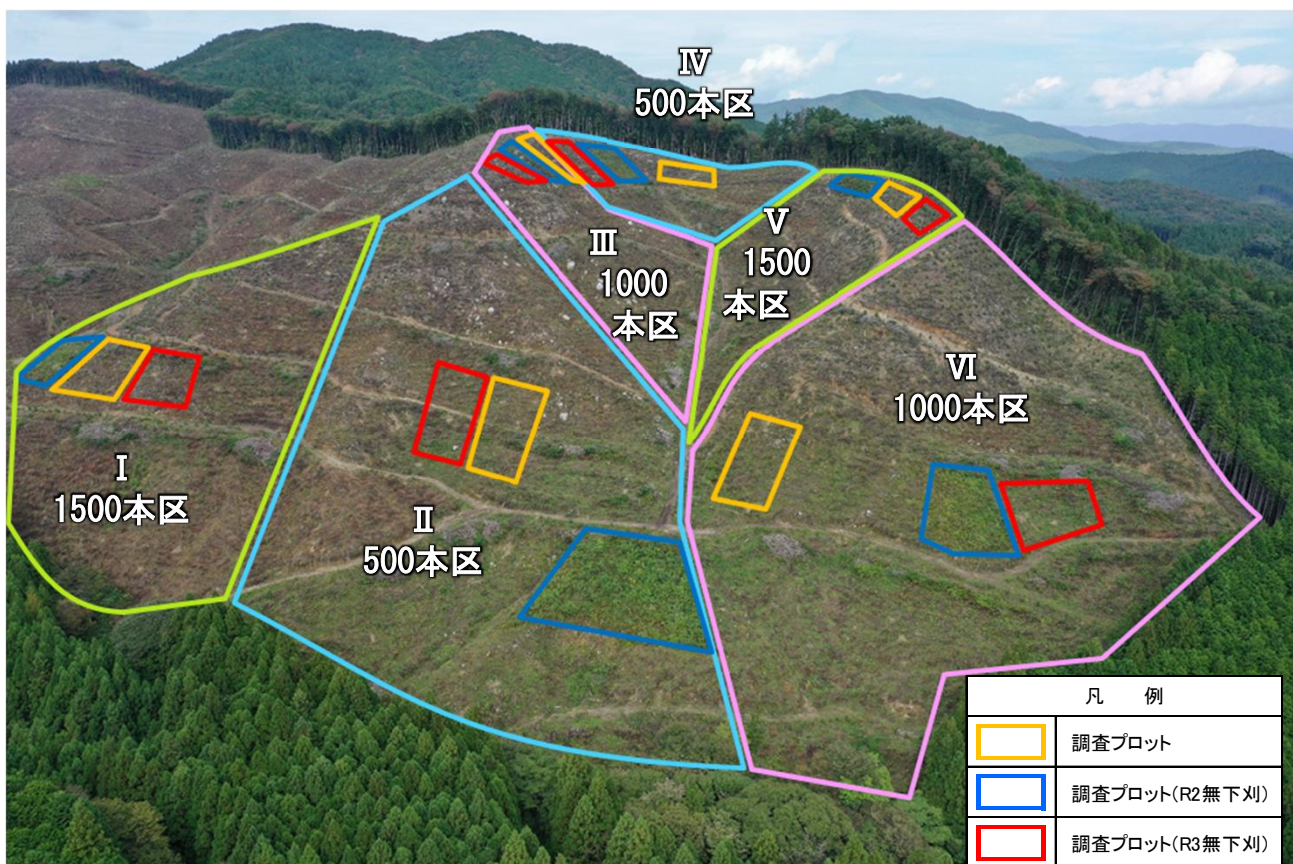 Ⅳ
500本区
Ⅲ
1000
本区
Ⅴ
1500
本区
Ⅵ
1000本区
Ⅰ
1500本区
Ⅱ
500本区
凡　例
調査プロット
調査プロット(R2無下刈)
調査プロット(R3無下刈)